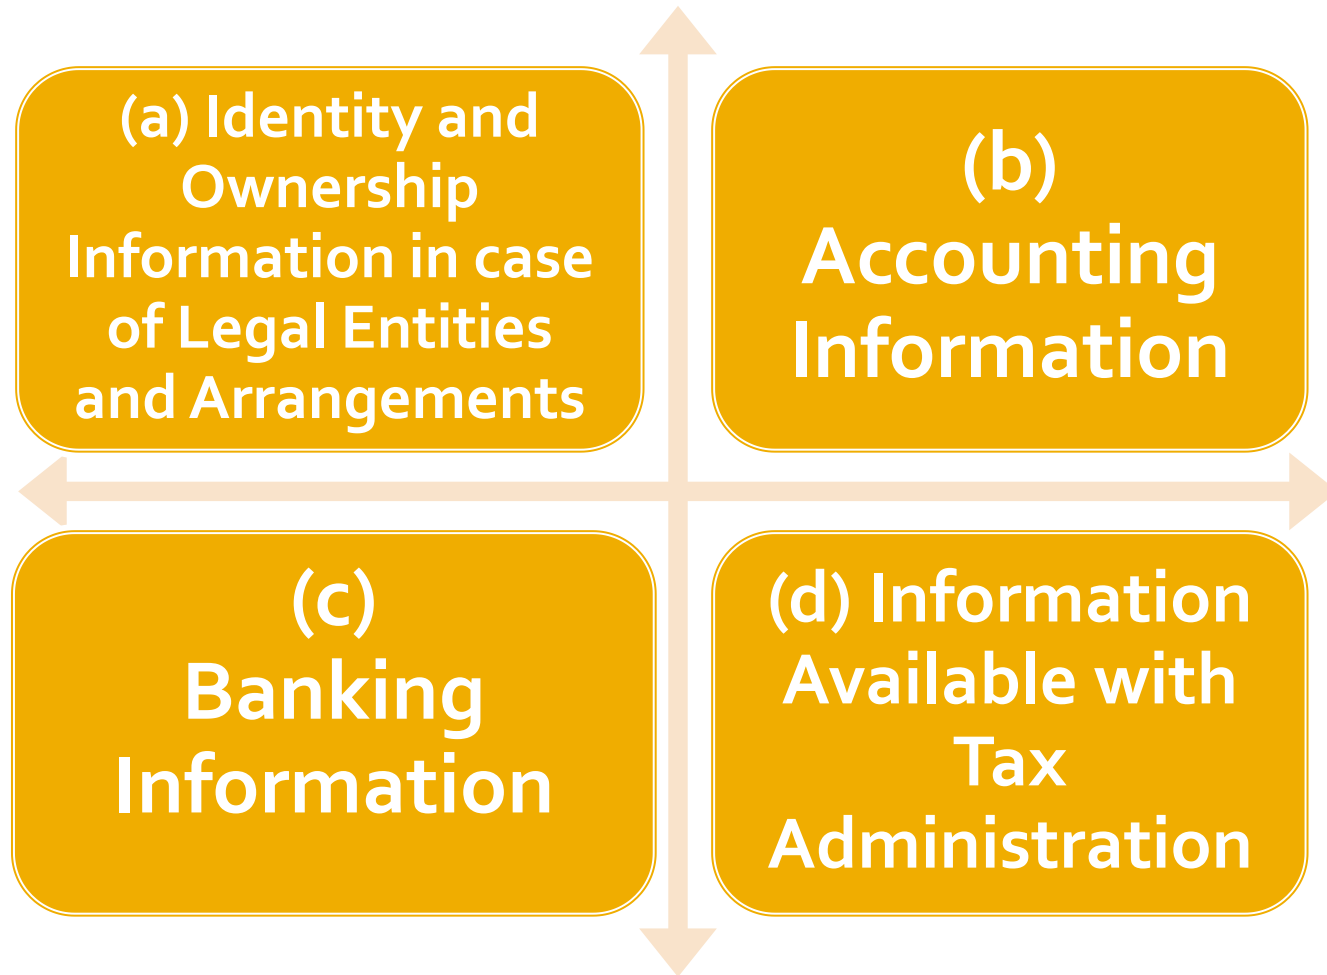 (a) Identity and
Ownership
Information in case
of Legal Entities
and Arrangements
(b)
Accounting
Information
(c)
Banking
Information
(d) Information
Available with
Tax
Administration